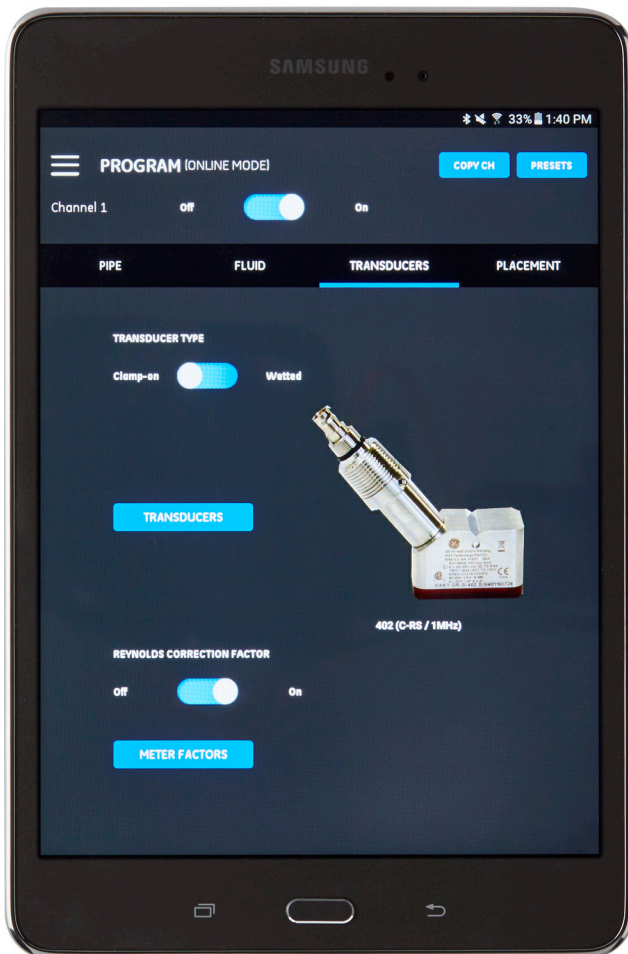 SAMSUNG
33% 1:40 PM
PROGRAM (ONLINE MODE)
COPY CH
PRESETS
Channel 1
Off
On
PIPE
FLUID
TRANSDUCERS
PLACEMENT
TRANSDUCER TYPE
Clamp-on
Wetted
TRANSDUCERS
402 (C-RS / 1MHz)
REYNOLDS CORRECTION FACTOR
Off
On
METER FACTORS